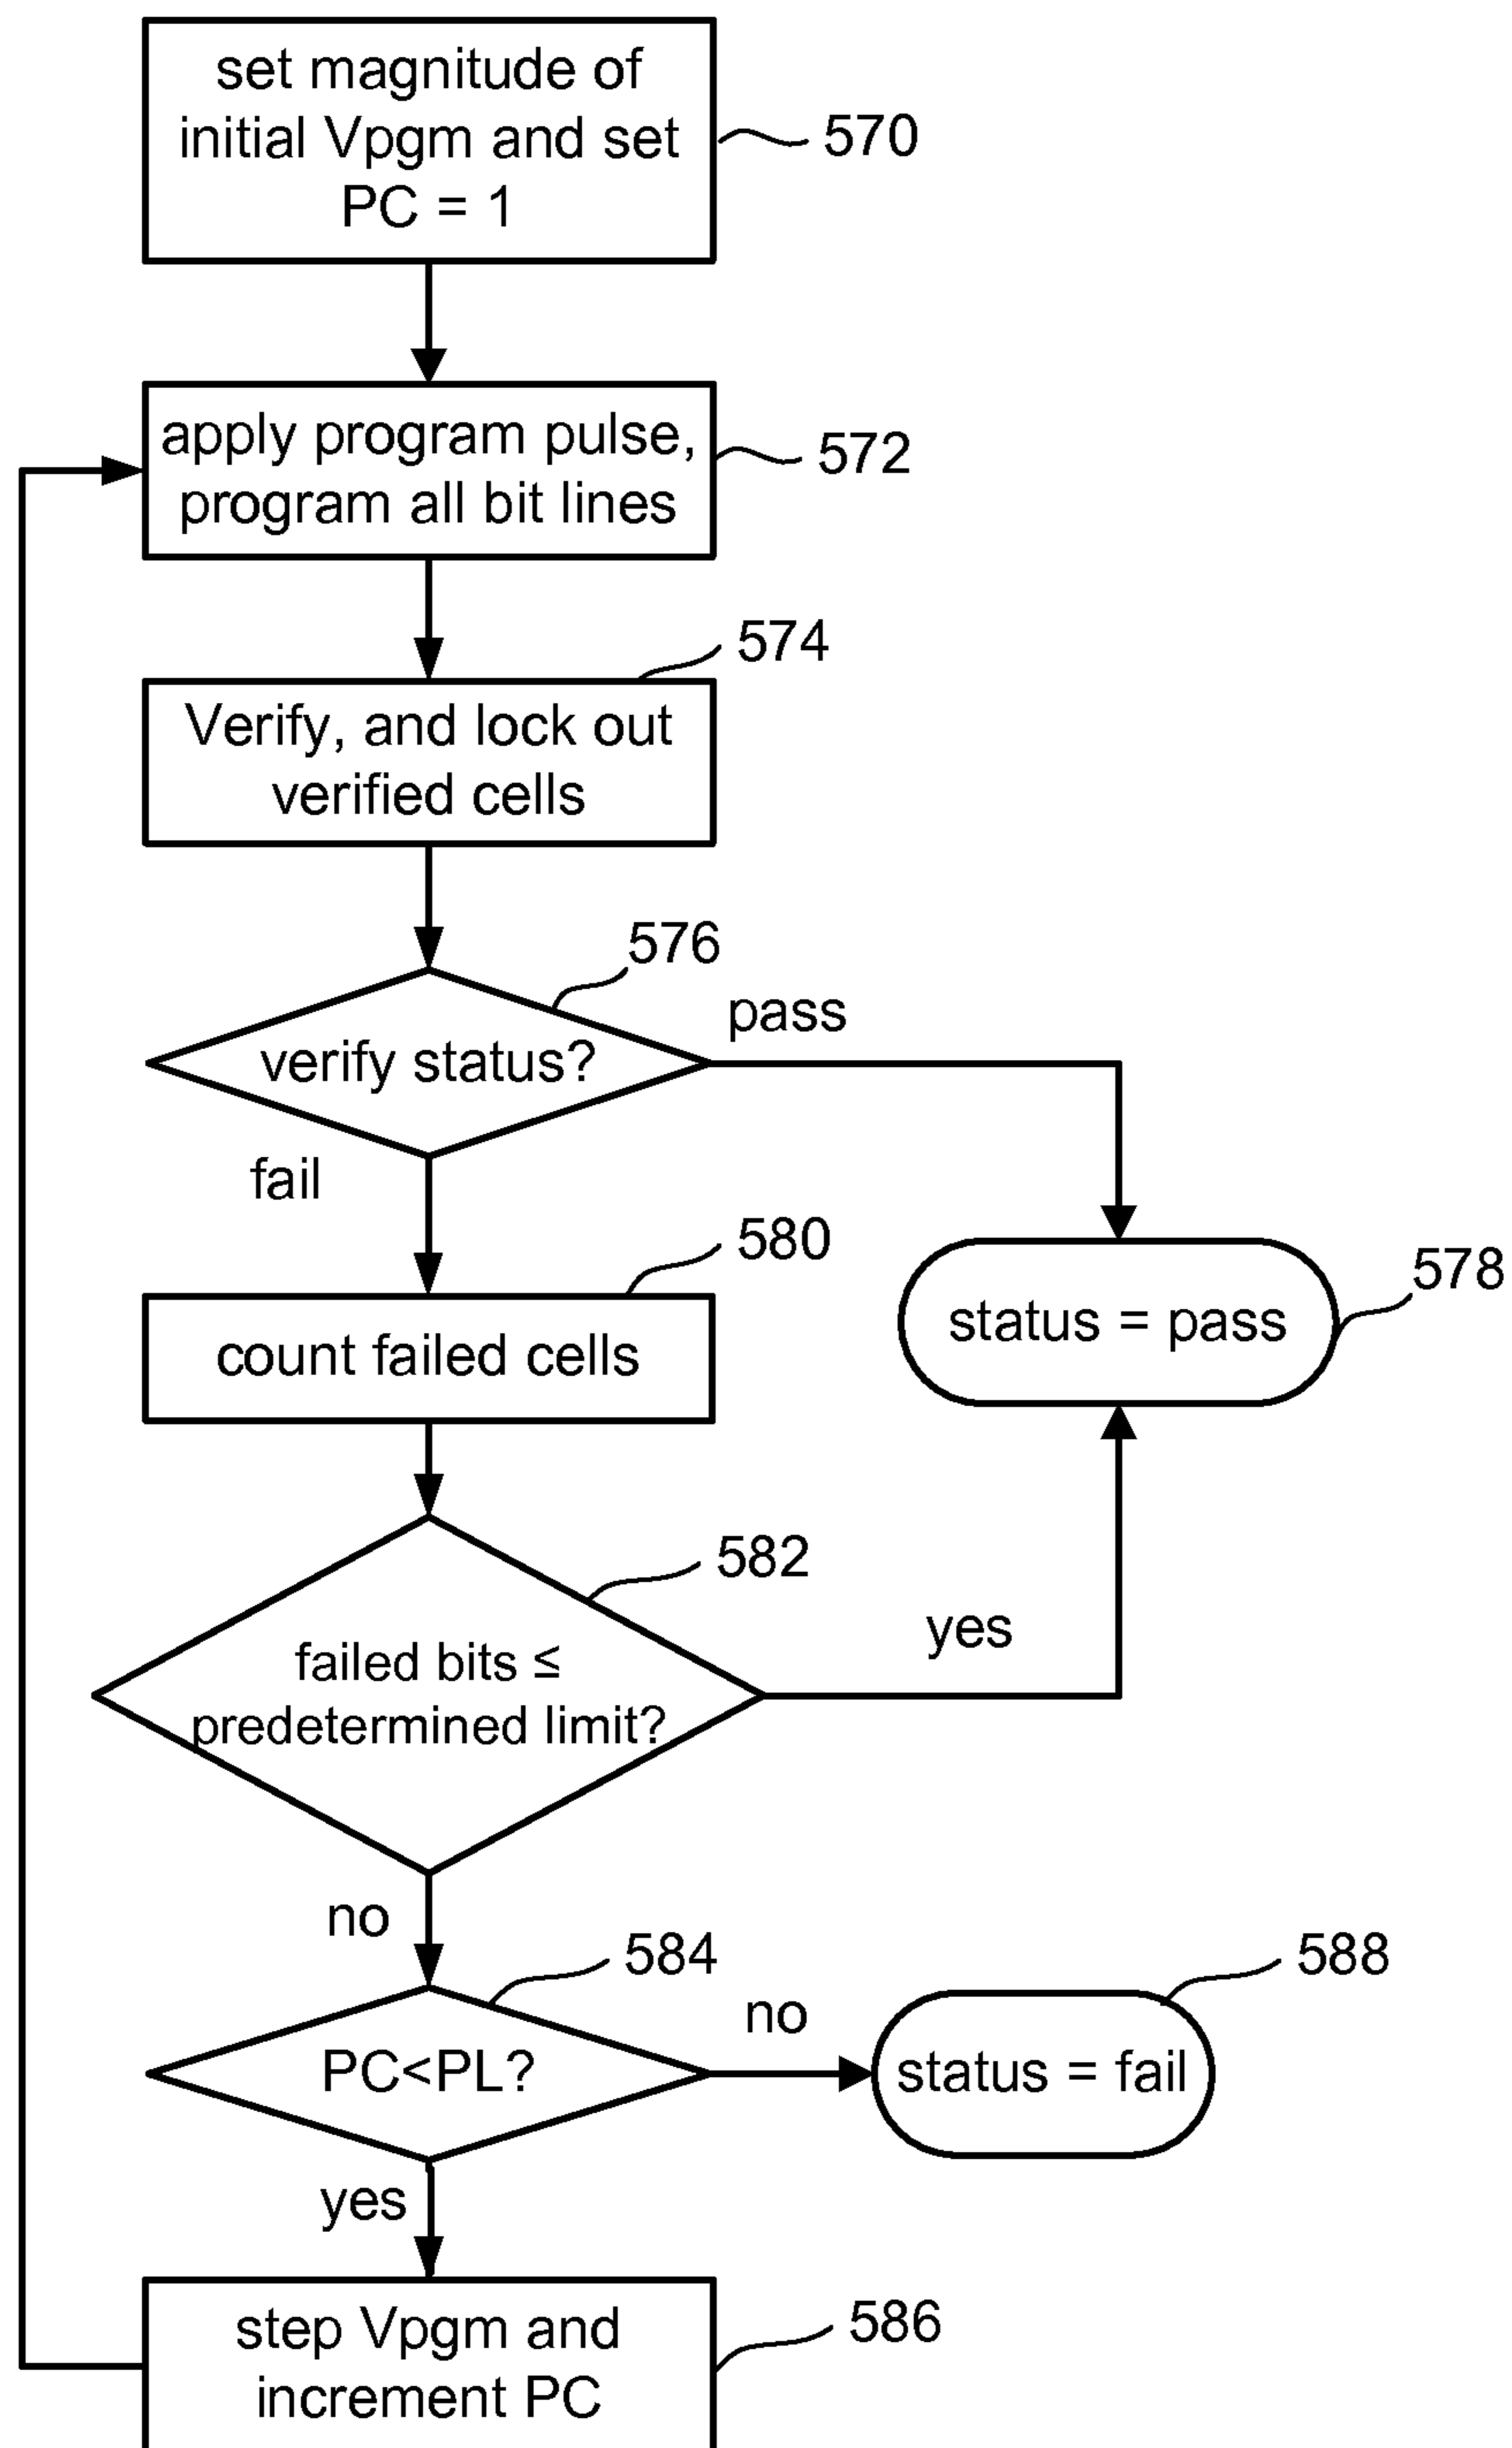 set magnitude of
initial Vpgm and set
PC = 1
570
apply program pulse,
program all bit lines
572
574
Verify, and lock out
verified cells
576
pass
verify status?
fail
580
578
status = pass
count failed cells
582
yes
failed bits ≤
predetermined limit?
no
584
588
no
PC<PL?
status = fail
yes
step Vpgm and
increment PC
586